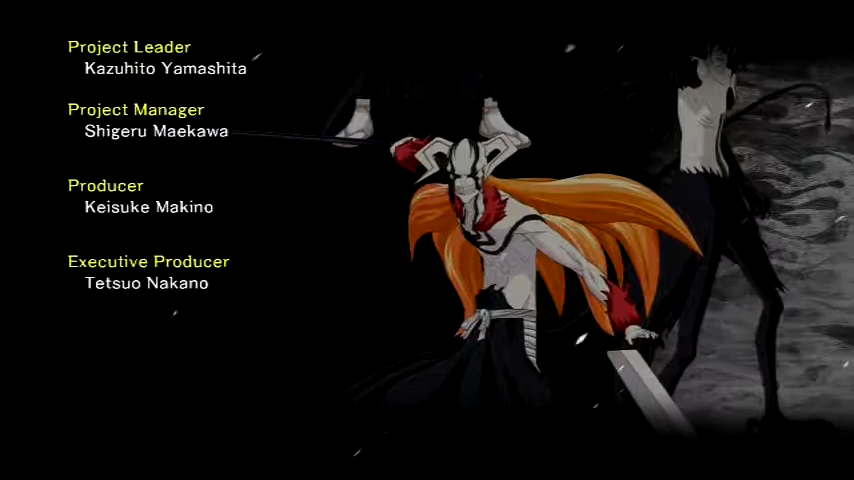 Project Leader
Kazuhito Yamashita
Project Manager
Shigeru Maekawa
Producer
Keisuke Makino
Executive Producer
Tetsuo Nakano